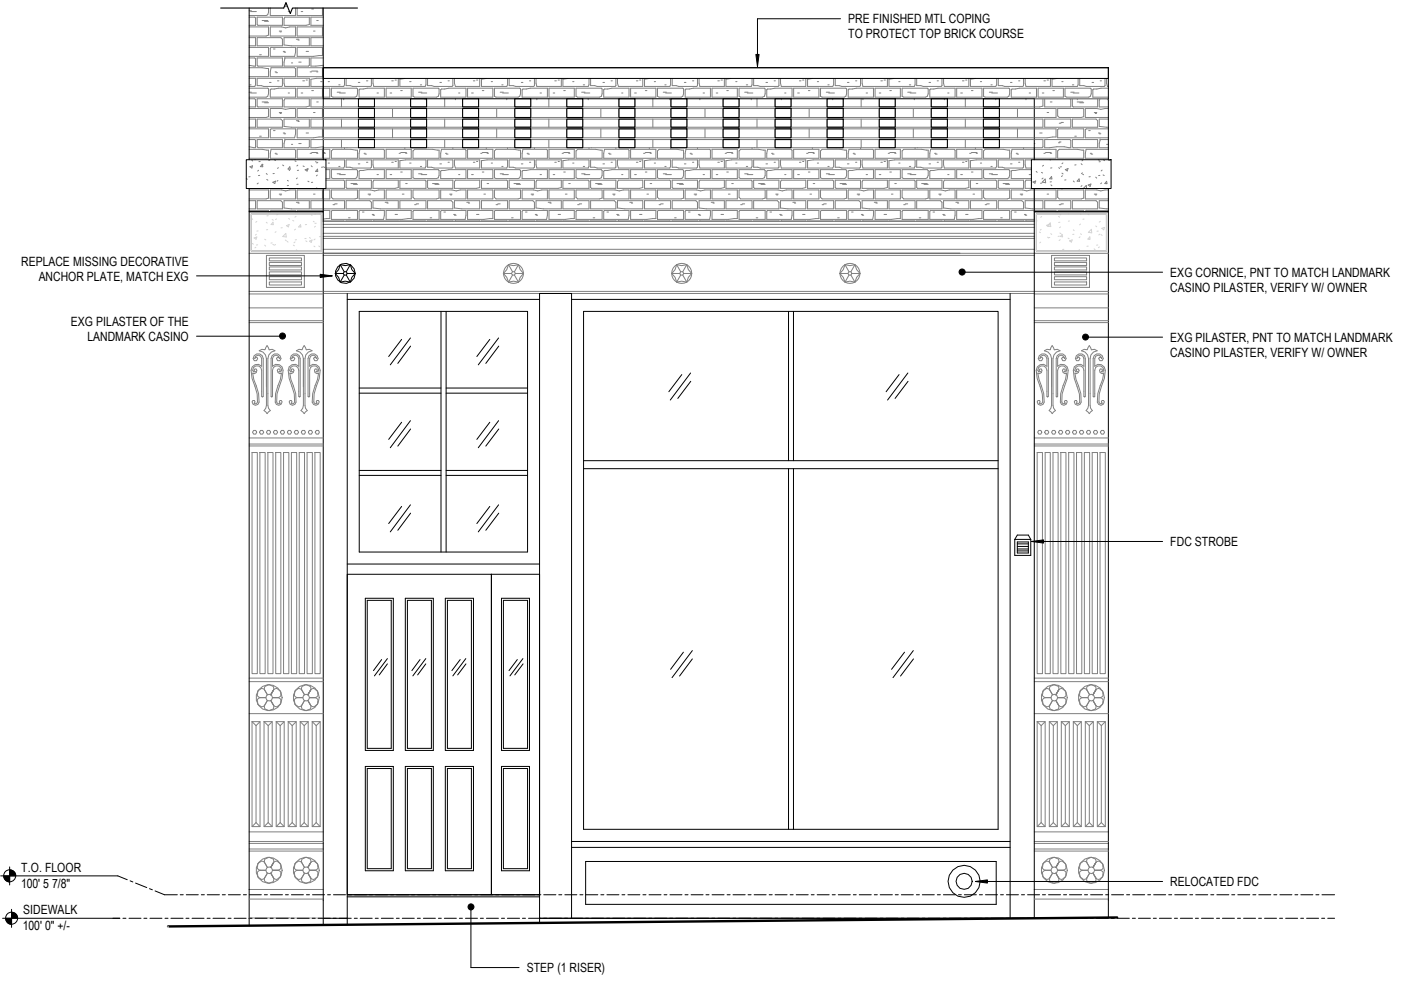 PRE FINISHED MTL COPING
TO PROTECT TOP BRICK COURSE
REPLACE MISSING DECORATIVE
ANCHOR PLATE, MATCH EXG
EXG CORNICE, PNT TO MATCH LANDMARK
CASINO PILASTER, VERIFY W/ OWNER
EXG PILASTER OF THE
LANDMARK CASINO
EXG PILASTER, PNT TO MATCH LANDMARK
CASINO PILASTER, VERIFY W/ OWNER
FDC STROBE
T.O. FLOOR
100' 5 7/8"
RELOCATED FDC
SIDEWALK
100' 0" +/-
STEP (1 RISER)